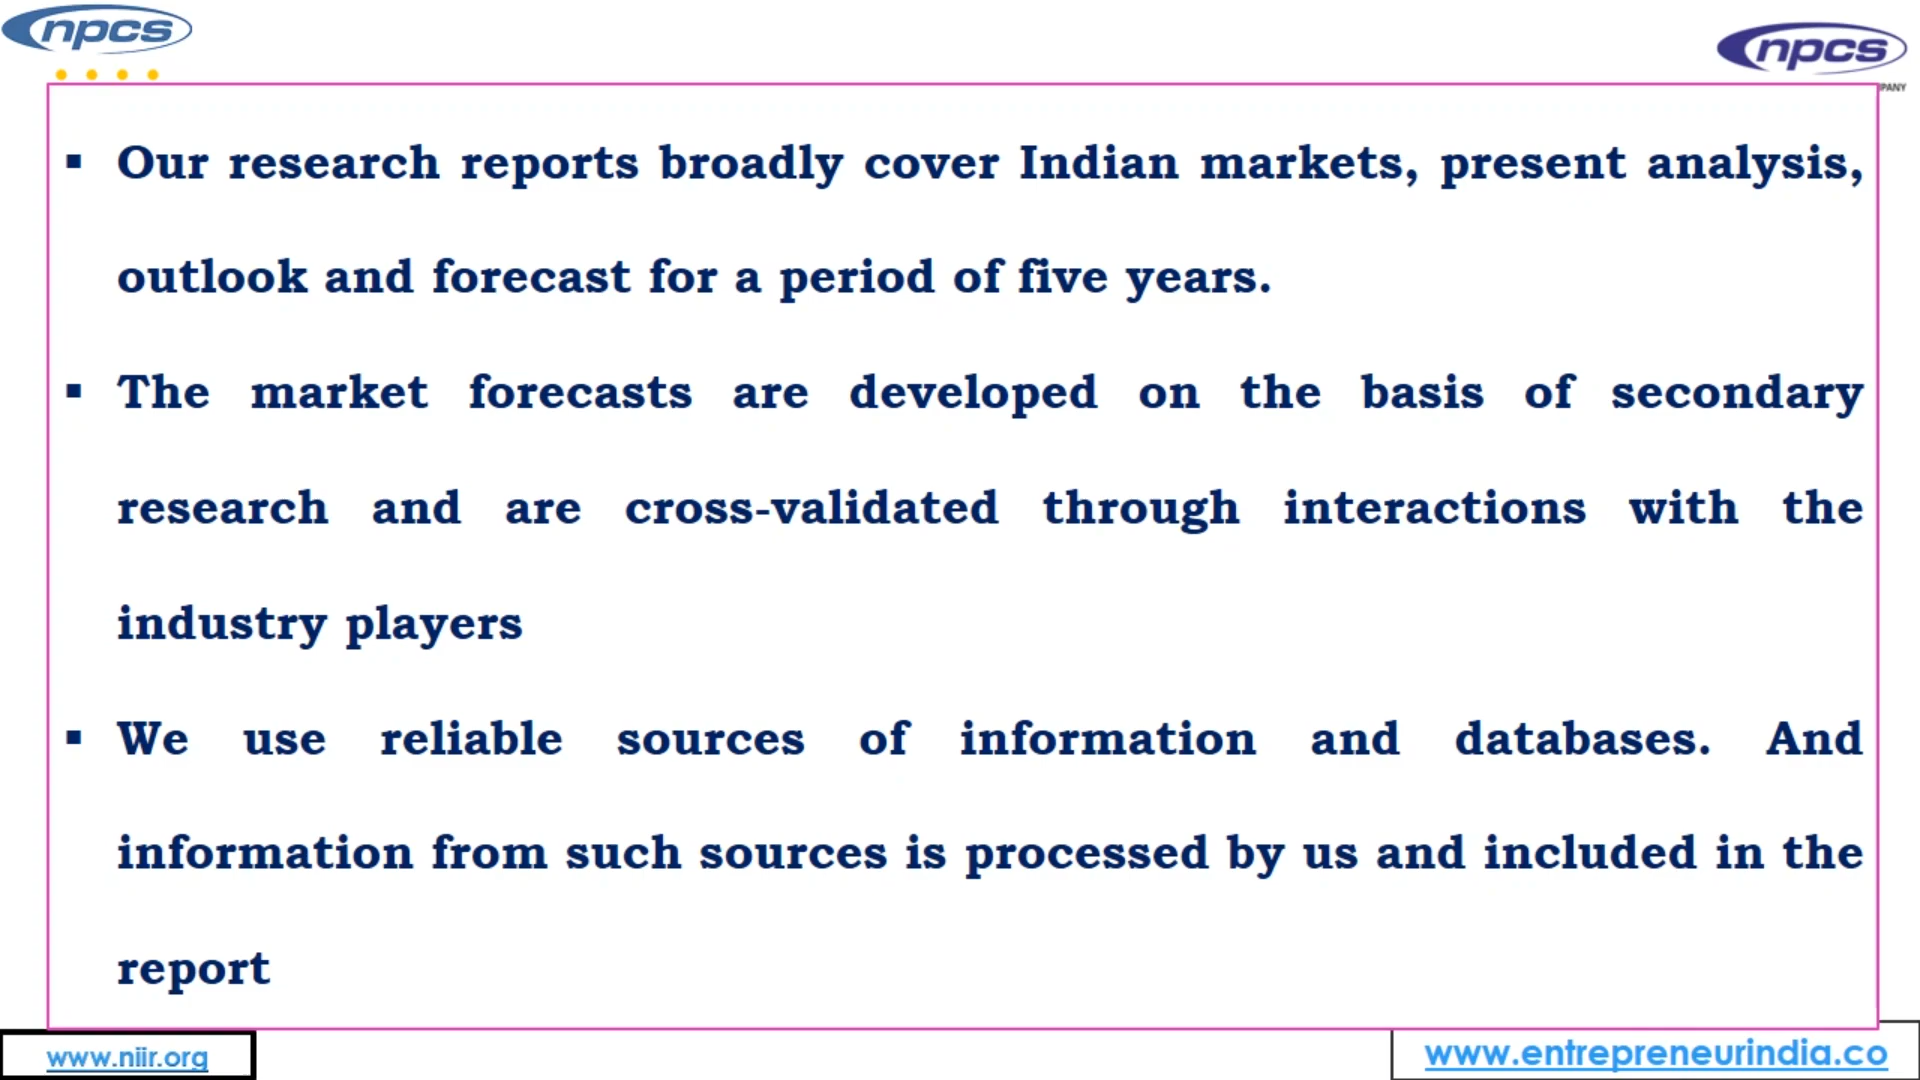 npcs
npcs
PANY
▪ Our research reports broadly cover Indian markets, present analysis,
outlook and forecast for a period of five years.
▪ The market forecasts are developed on the basis of secondary
research and are cross-validated through interactions with the
industry players
▪ We use reliable sources of information and databases. And
information from such sources is processed by us and included in the
report
www.niir.org
www.entrepreneurindia.co